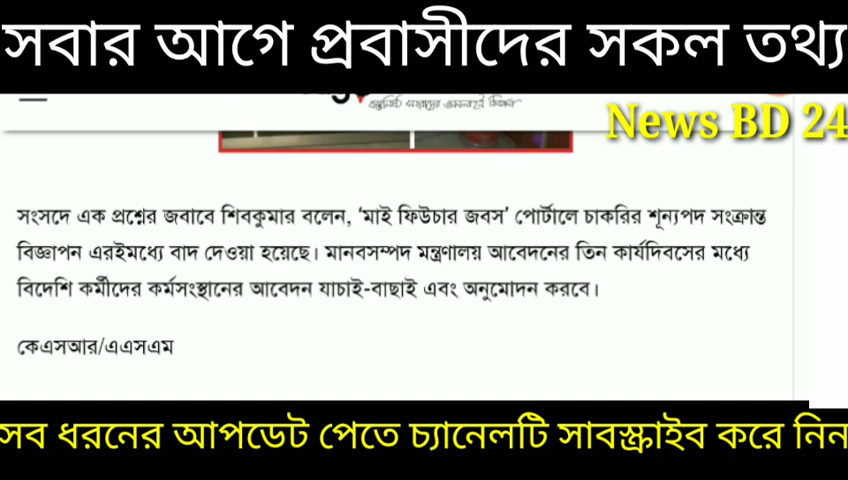 সবার আগে প্রবাসীদের সকল তথ্য
News BD 24
সংসদে এক প্রশ্নের জবাবে শিবকুমার বলেন, ‘মাই ফিউচার জবস’ পোর্টালে চাকরির শূন্যপদ সংক্রান্ত
বিজ্ঞাপন এরইমধ্যে বাদ দেওয়া হয়েছে। মানবসম্পদ মন্ত্রণালয় আবেদনের তিন কার্যদিবসের মধ্যে
বিদেশি কর্মীদের কর্মসংস্থানের আবেদন যাচাই-বাছাই এবং অনুমোদন করবে।
কেএসআর/এএসএম
সব ধরনের আপডেট পেতে চ্যানেলটি সাবস্ক্রাইব করে নিন